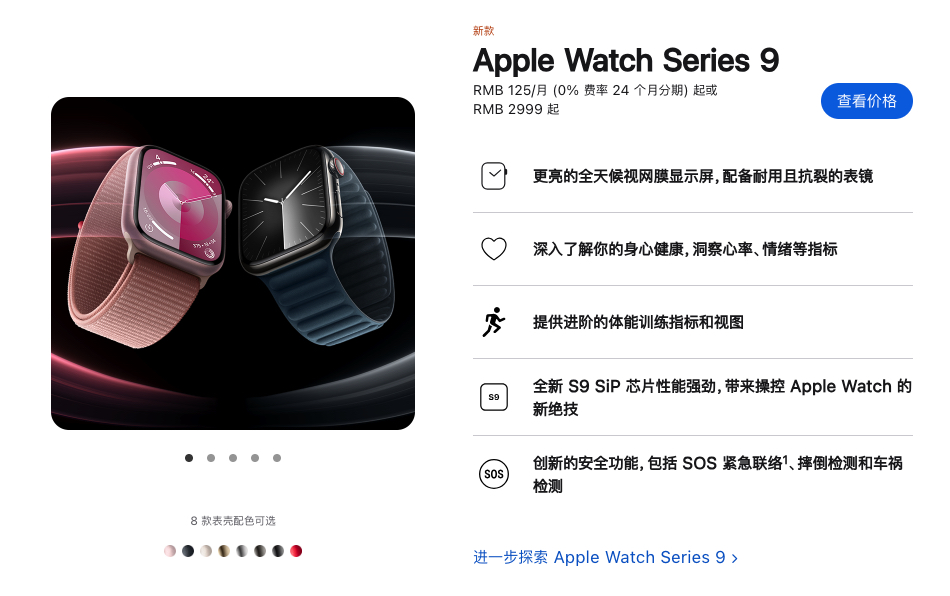 新款
Apple Watch Series 9
RMB 125/月 (0% 费率 24 个月分期) 起或
RMB 2999 起
查看价格
更亮的全天候视网膜显示屏，配备耐用且抗裂的表镜
深入了解你的身心健康，洞察心率、情绪等指标
提供进阶的体能训练指标和视图
S9
全新 S9 SiP 芯片性能强劲，带来操控 Apple Watch 的
新绝技
SOS
创新的安全功能，包括 SOS 紧急联络¹、摔倒检测和车祸
检测
8 款表壳配色可选
进一步探索 Apple Watch Series 9 ›